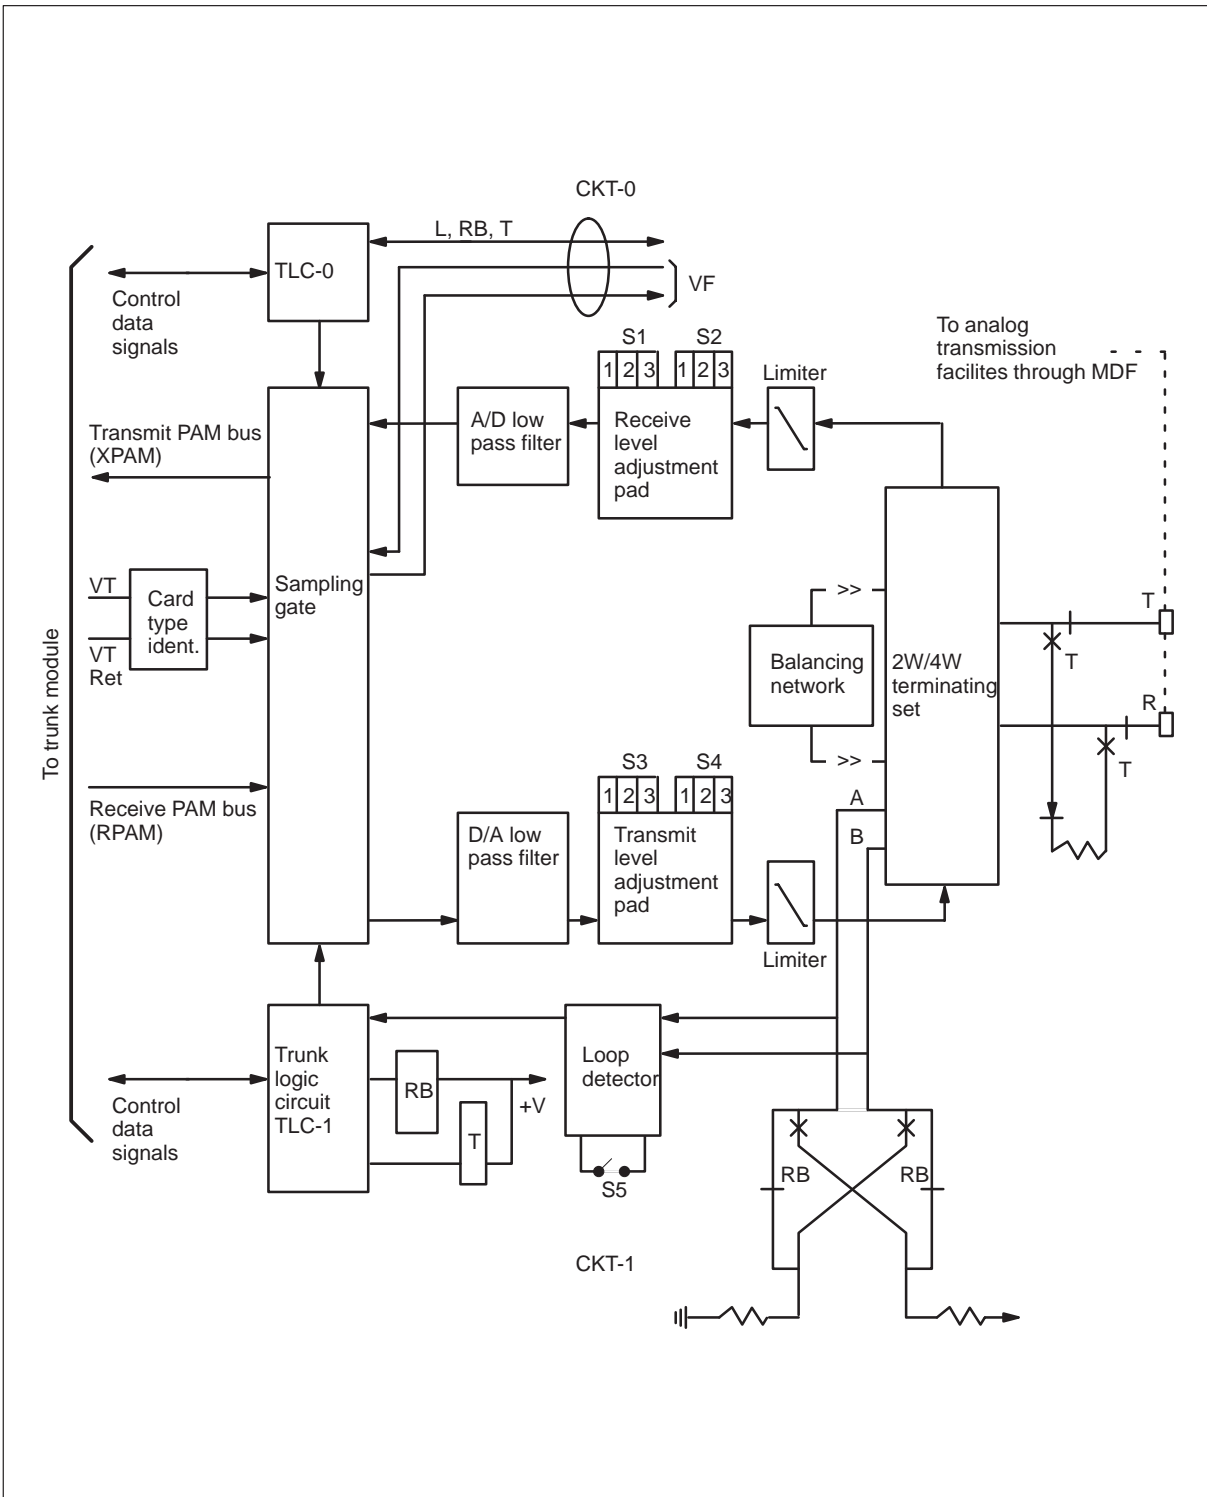 CKT-0
L, RB, T
TLC-0
VF
Control
data
signals
S1 S2
1 2 3 1 2 3
Limiter
To analog
transmission
facilites through MDF
A/D low
pass filter
Receive
level
adjustment
pad
Transmit PAM bus
(XPAM)
VT
Card
type
ident.
VT
Ret
Sampling
gate
>>
Balancing
network
>>
2W/4W
terminating
set
T
T
R
T
To trunk module
Receive PAM bus
(RPAM)
S3 S4
1 2 3 1 2 3
A
B
D/A low
pass filter
Transmit
level
adjustment
pad
Limiter
Trunk
logic
circuit
TLC-1
RB
T
+V
Loop
detector
S5
Control
data
signals
RB RB
CKT-1